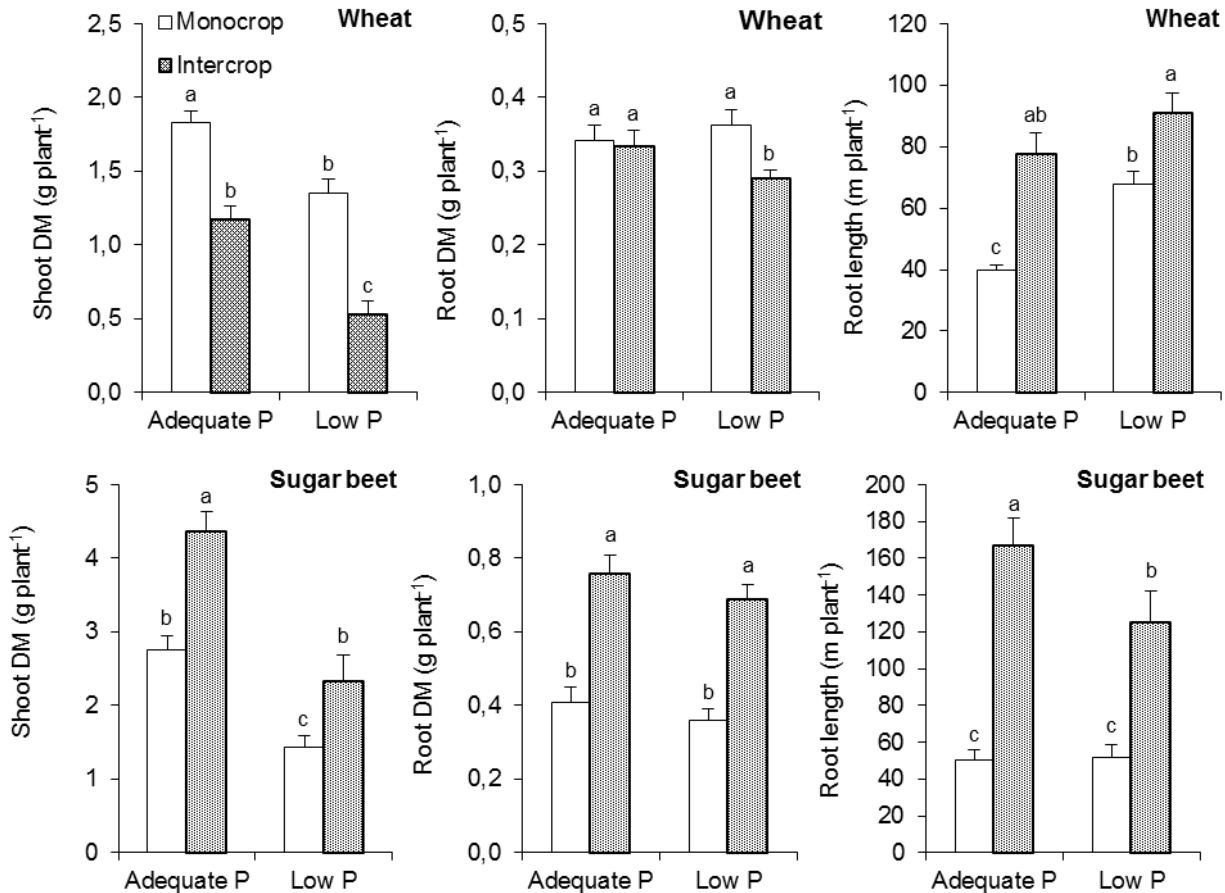 Wheat
Monocrop
Intercrop
Shoot DM (g plant-1)
2,5
2,0
1,5
1,0
0,5
0,0
a
b
b
c
Adequate P
Low P
Wheat
Root DM (g plant-1)
0,5
0,4
0,3
0,2
0,1
0,0
a
a
a
b
Adequate P
Low P
Wheat
Root length (m plant-1)
120
100
80
60
40
20
0
c
ab
b
a
Adequate P
Low P
Sugar beet
Shoot DM (g plant-1)
5
4
3
2
1
0
b
a
c
b
Adequate P
Low P
Sugar beet
Root DM (g plant-1)
1,0
0,8
0,6
0,4
0,2
0,0
b
a
b
a
Adequate P
Low P
Sugar beet
Root length (m plant-1)
200
180
160
140
120
100
80
60
40
20
0
c
a
c
b
Adequate P
Low P